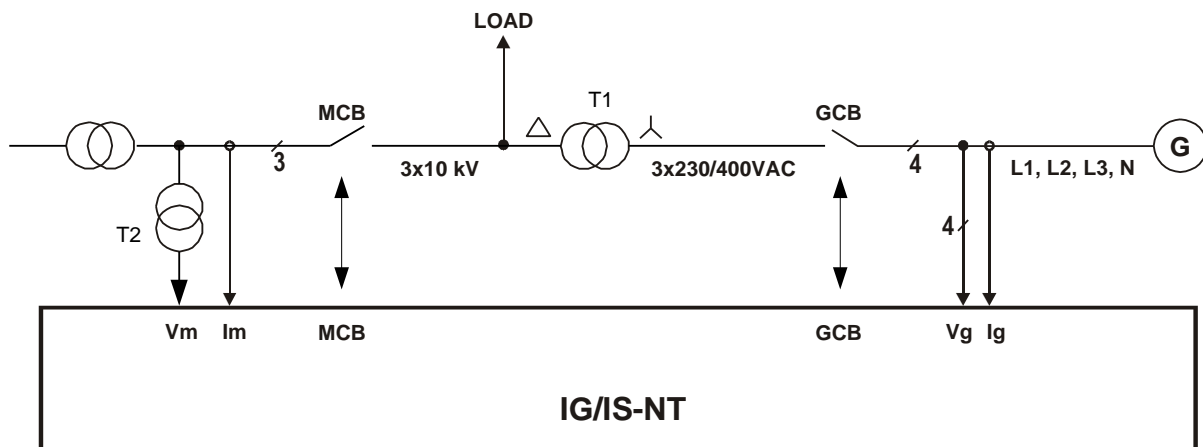 LOAD
T1
MCB
GCB
3
3x10 kV
3x230/400VAC
4
L1, L2, L3, N
G
T2
4
Vm
Im
MCB
GCB
Vg
Ig
IG/IS-NT